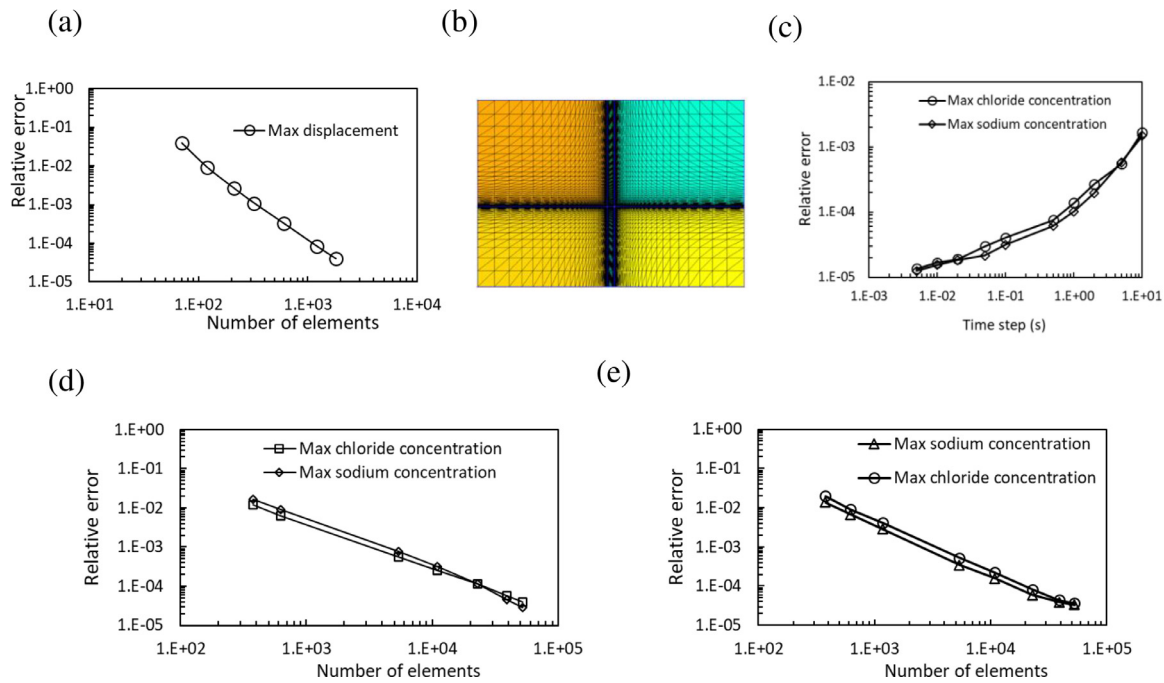 (a)
1.E+00
1.E-01
1.E-02
1.E-03
1.E-04
1.E-05
Relative error
Max displacement
1.E+01
1.E+02
1.E+03
1.E+04
Number of elements
(b)
(c)
1.E-02
1.E-03
1.E-04
1.E-05
Relative error
Max chloride concentration
Max sodium concentration
1.E-03
1.E-02
1.E-01
1.E+00
1.E+01
Time step (s)
(d)
1.E+00
1.E-01
1.E-02
1.E-03
1.E-04
1.E-05
Relative error
Max chloride concentration
Max sodium concentration
1.E+02
1.E+03
1.E+04
1.E+05
Number of elements
(e)
1.E+00
1.E-01
1.E-02
1.E-03
1.E-04
1.E-05
Relative error
Max sodium concentration
Max chloride concentration
1.E+02
1.E+03
1.E+04
1.E+05
Number of elements